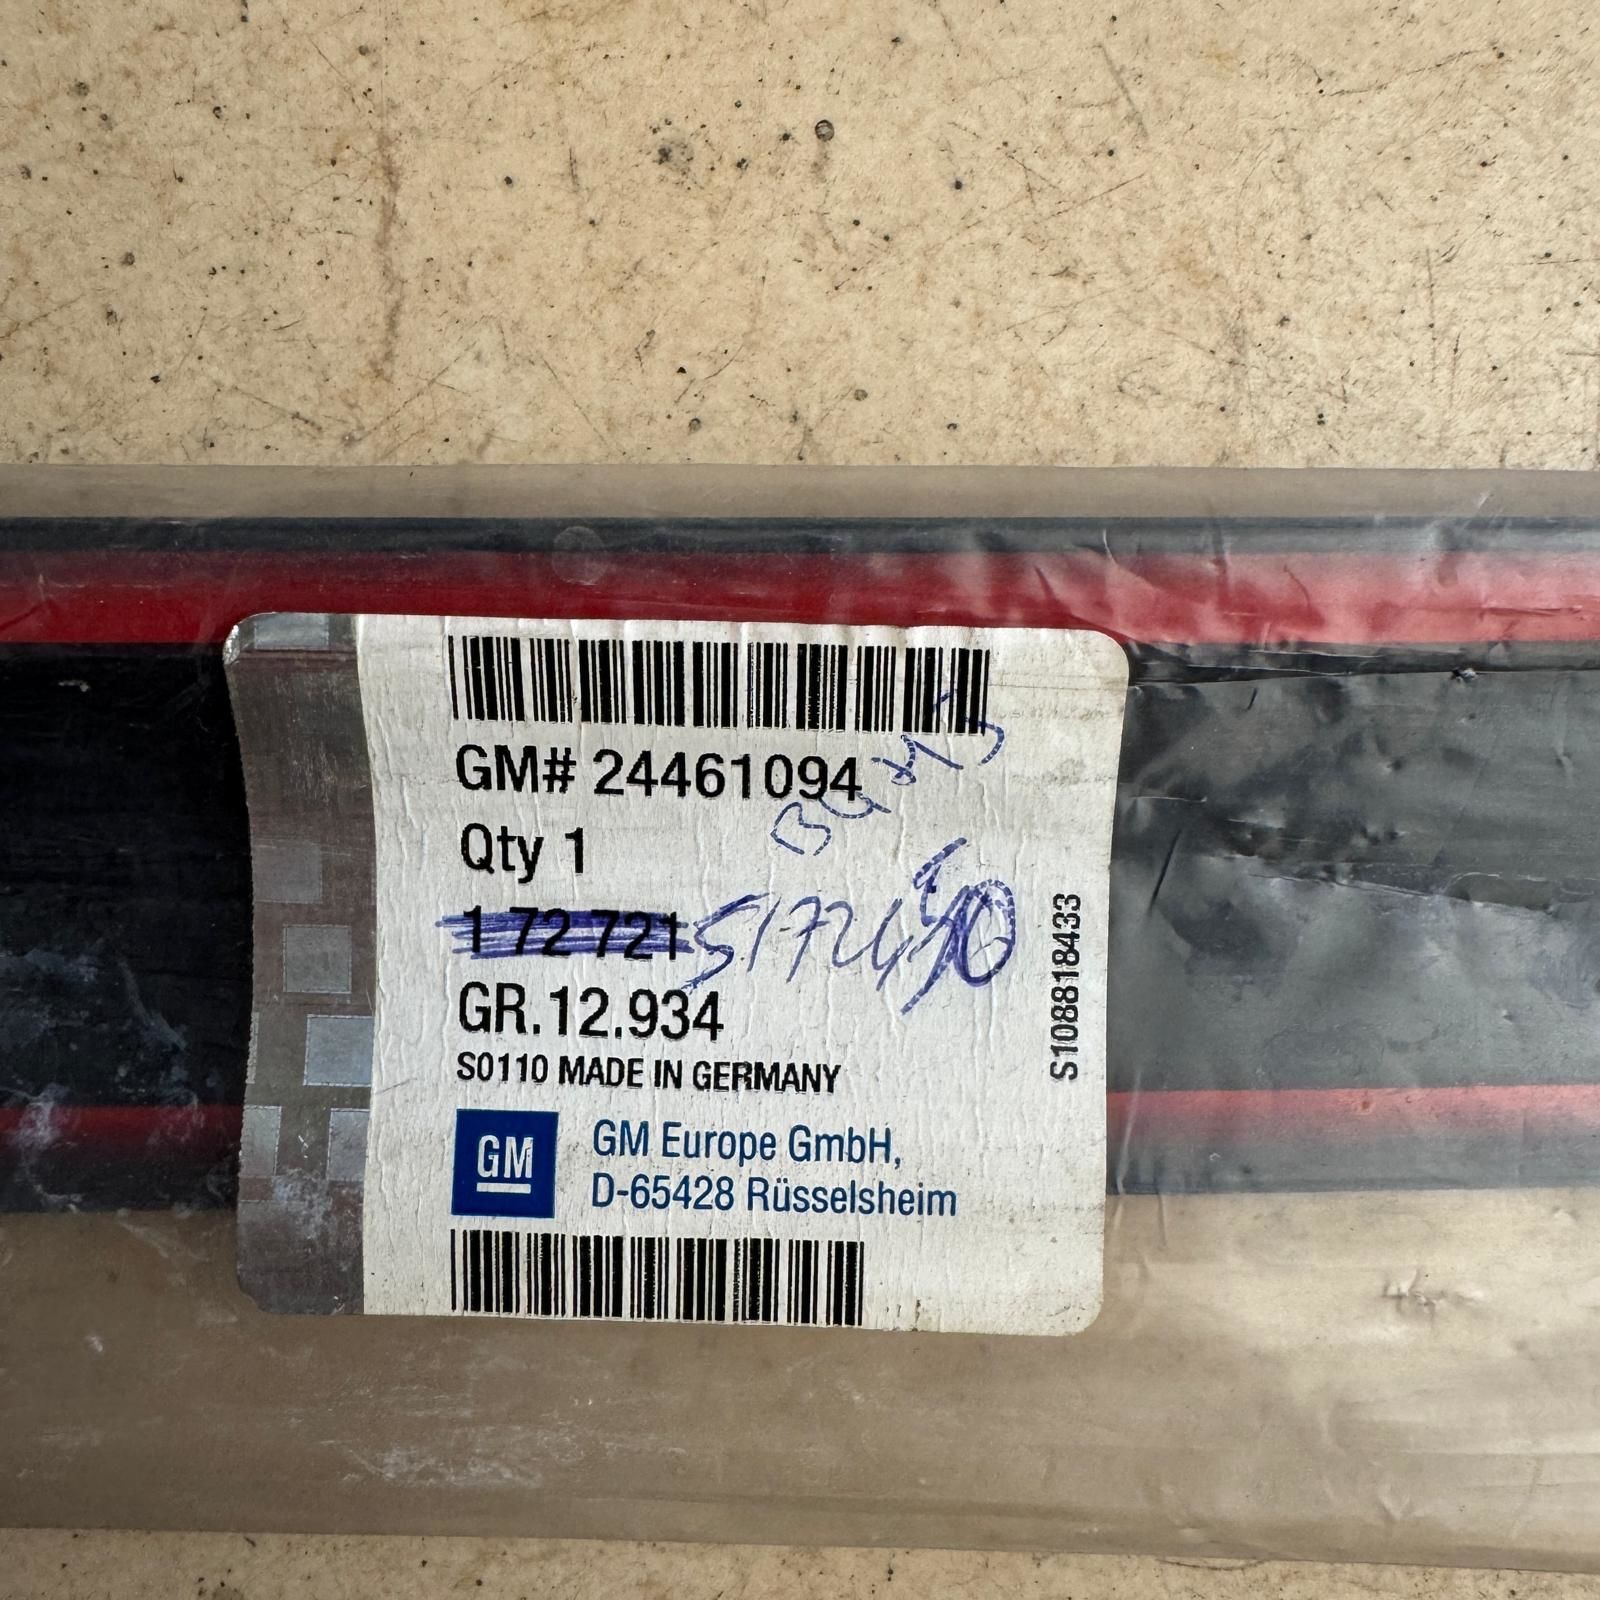 GM# 24461094
Qty 1
1 72 721
GR.12.934
S0110 MADE IN GERMANY
GM
GM Europe GmbH,
D-65428 Rüsselsheim
S108818433